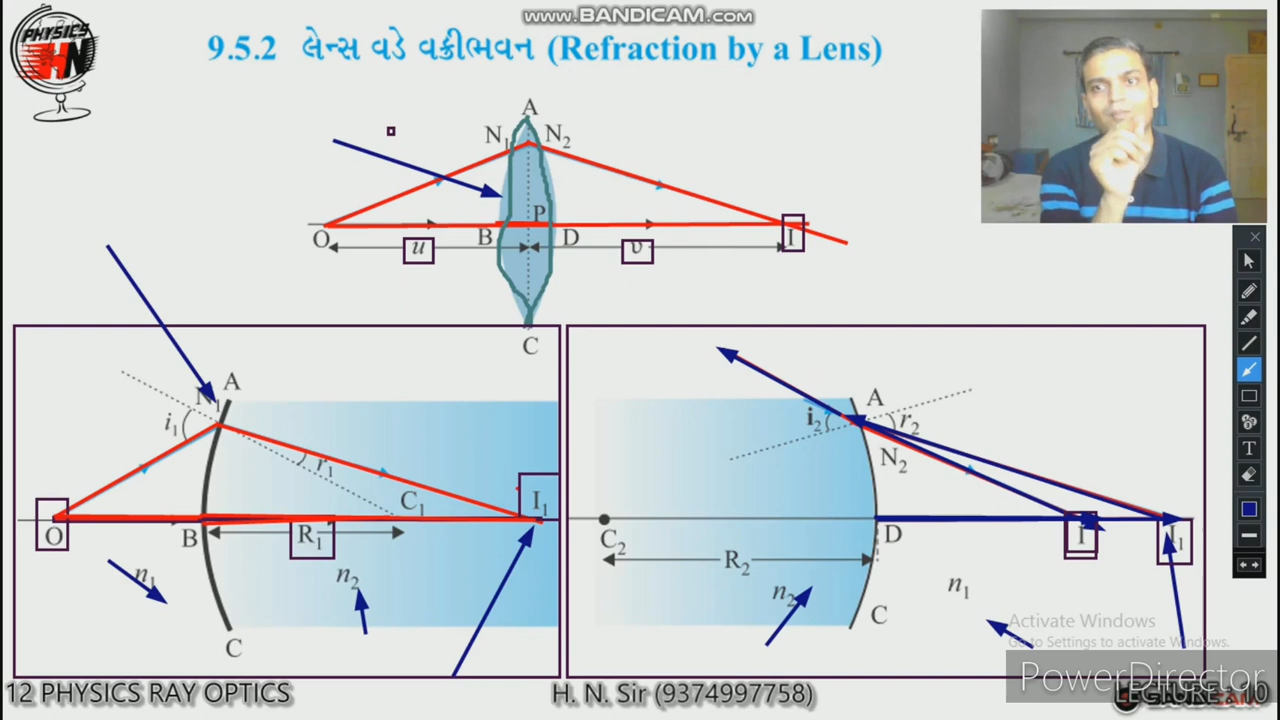 www.BANDICAM.com
PHYSICS
HN
9.5.2 લેન્સ વડે વક્રીભવન (Refraction by a Lens)
A
N₁ N₂
P
O u B D v I
C
A
N₁
i₁
r₁
C₁ I₁
O B R₁
n₁ n₂
C
A
i₂ r₂
N₂
C₂ D I I₁
R₂
n₂ n₁
C
T
Activate Windows
Go to Settings to activate Windows.
PowerDirector
12 PHYSICS RAY OPTICS H. N. Sir (9374997758) LECTURE - 10